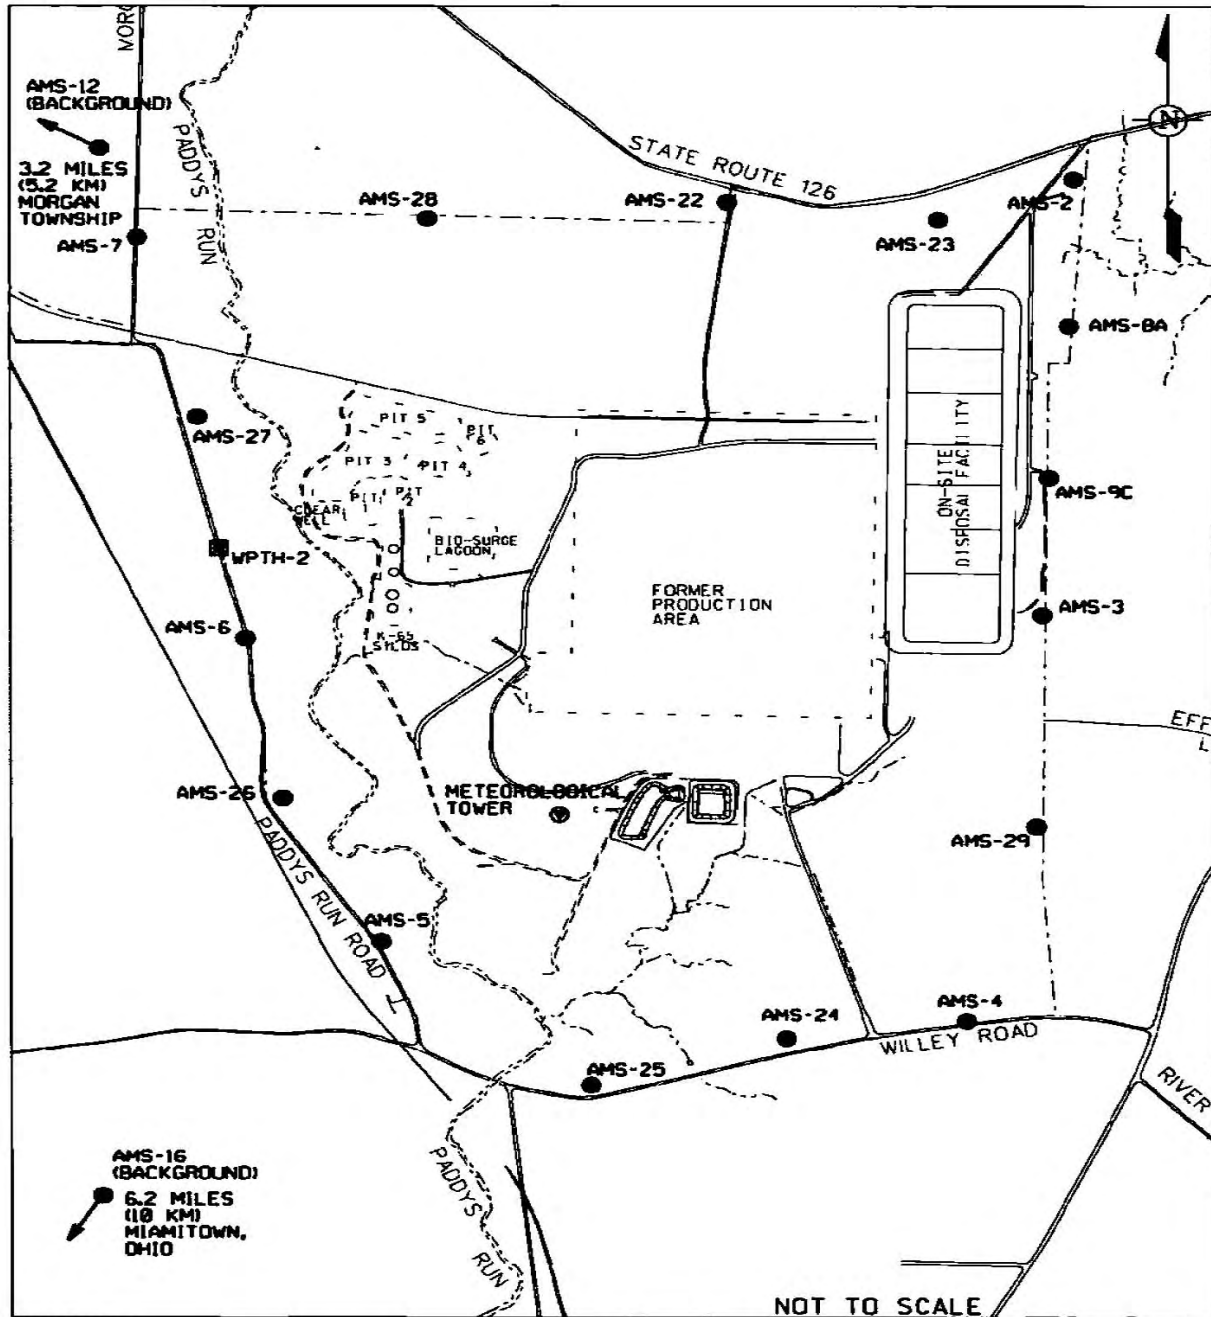 MORG
AMS-12
(BACKGROUND)
3.2 MILES
(5.2 KM)
MORGAN
TOWNSHIP
AMS-7
PADDYS RUN
AMS-28
STATE ROUTE 126
AMS-22
AMS-23
AMS-2
N
AMS-8A
AMS-27
PIT 5
PIT
6
PIT 3
PIT 4
PIT
PIT
2
CLEAR
WELL
BIO-SURGE
LAGOON
WPTH-2
K-65
SILOS
AMS-6
FORMER
PRODUCTION
AREA
ON-SITE
DISPOSAL FACILITY
AMS-9C
AMS-3
EFF
L
AMS-26
METEOROLOGICAL
TOWER
AMS-29
PADDYS RUN ROAD
AMS-5
AMS-24
AMS-4
WILLEY ROAD
AMS-25
RIVER
AMS-16
(BACKGROUND)
6.2 MILES
(10 KM)
MIAMITOWN,
OHIO
PADDYS RUN
NOT TO SCALE